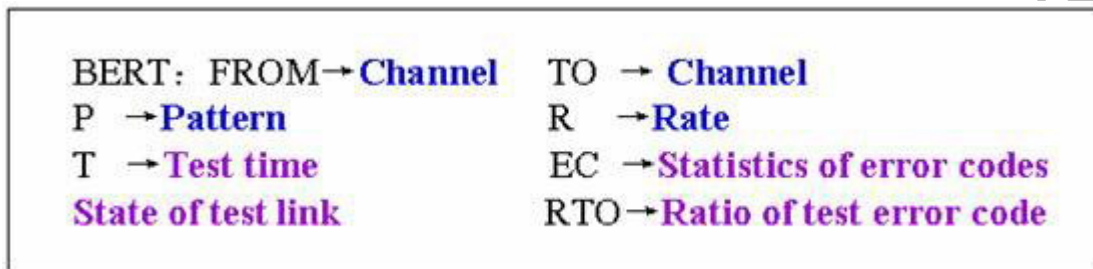 BERT: FROM→Channel TO → Channel
P →Pattern R →Rate
T →Test time EC →Statistics of error codes
State of test link RTO→Ratio of test error code